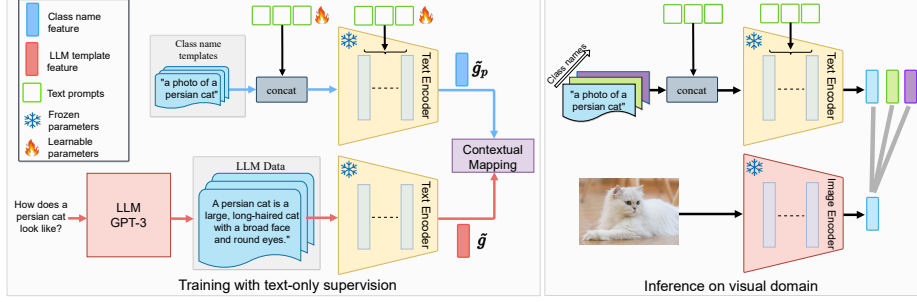 Class name
feature
LLM template
feature
Text prompts
Frozen
parameters
Learnable
parameters
Class name
templates
"a photo of a
persian cat"
concat
Text Encoder
g̃ₚ
Contextual
Mapping
How does a
persian cat
look like?
LLM
GPT-3
LLM Data
A persian cat is a
large, long-haired cat
with a broad face
and round eyes."
Text Encoder
g̃
Training with text-only supervision
Class names
"a photo of a
persian cat"
concat
Text Encoder
Image Encoder
Inference on visual domain